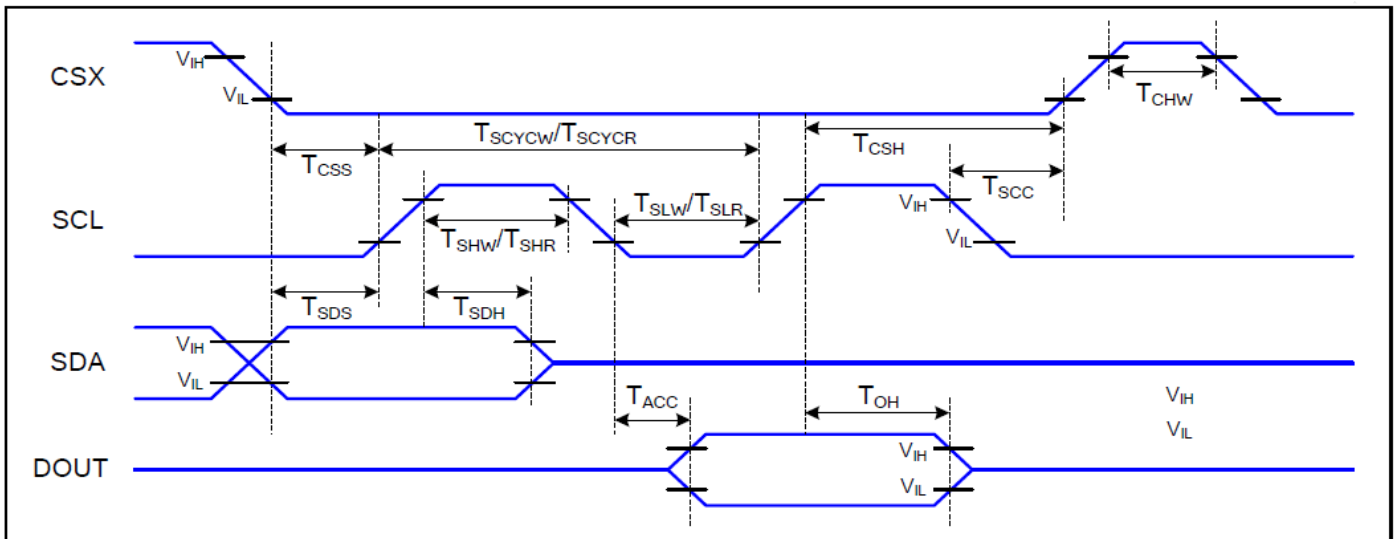 CSX
VIH
VIL
TCHW
TSCYCW/TSCYCR
TCSS
TCSH
TSCC
SCL
TSLW/TSLR
VIH
VIL
TSHW/TSHR
TSDS
TSDH
SDA
VIH
VIL
TACC
TOH
VIH
VIL
DOUT
VIH
VIL